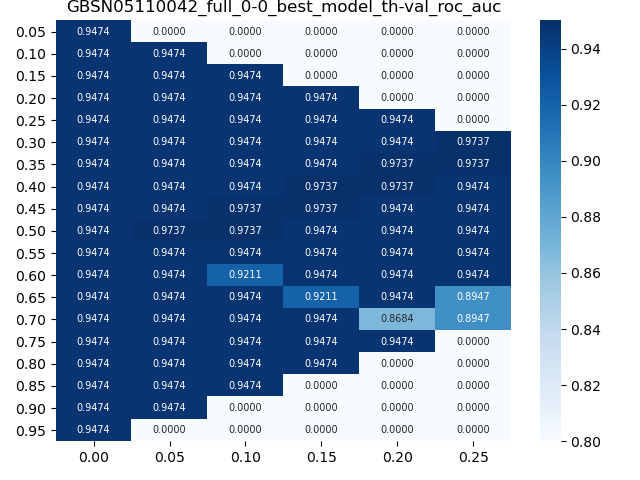 GBSN05110042_full_0-0_best_model_th-val_roc_auc
0.05 0.9474 0.0000 0.0000 0.0000 0.0000 0.0000
0.10 0.9474 0.9474 0.0000 0.0000 0.0000 0.0000
0.15 0.9474 0.9474 0.9474 0.0000 0.0000 0.0000
0.20 0.9474 0.9474 0.9474 0.9474 0.0000 0.0000
0.25 0.9474 0.9474 0.9474 0.9474 0.9474 0.0000
0.30 0.9474 0.9474 0.9474 0.9474 0.9474 0.9737
0.35 0.9474 0.9474 0.9474 0.9474 0.9737 0.9737
0.40 0.9474 0.9474 0.9474 0.9737 0.9737 0.9474
0.45 0.9474 0.9474 0.9737 0.9737 0.9474 0.9474
0.50 0.9474 0.9737 0.9737 0.9474 0.9474 0.9474
0.55 0.9474 0.9474 0.9474 0.9474 0.9474 0.9474
0.60 0.9474 0.9474 0.9211 0.9474 0.9474 0.9474
0.65 0.9474 0.9474 0.9474 0.9211 0.9474 0.8947
0.70 0.9474 0.9474 0.9474 0.9474 0.8684 0.8947
0.75 0.9474 0.9474 0.9474 0.9474 0.9474 0.0000
0.80 0.9474 0.9474 0.9474 0.9474 0.0000 0.0000
0.85 0.9474 0.9474 0.9474 0.0000 0.0000 0.0000
0.90 0.9474 0.9474 0.0000 0.0000 0.0000 0.0000
0.95 0.9474 0.0000 0.0000 0.0000 0.0000 0.0000
0.00 0.05 0.10 0.15 0.20 0.25
0.94
0.92
0.90
0.88
0.86
0.84
0.82
0.80